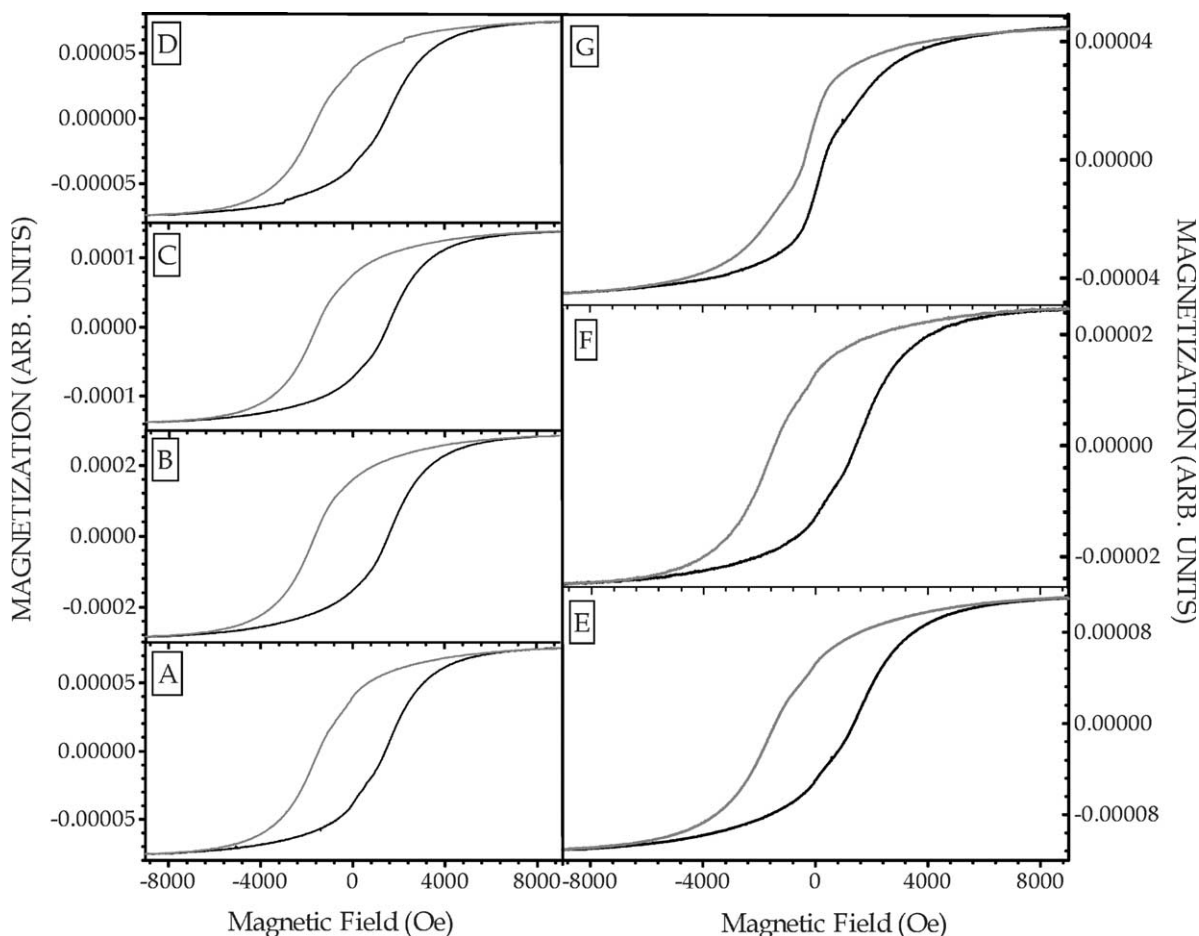 D
0.00005
0.00000
-0.00005
C
0.0001
0.0000
-0.0001
B
0.0002
0.0000
-0.0002
A
0.00005
0.00000
-0.00005
-8000 -4000 0 4000 8000
Magnetic Field (Oe)
MAGNETIZATION (ARB. UNITS)
G
0.00004
0.00000
-0.00004
F
0.00002
0.00000
-0.00002
E
0.00008
0.00000
-0.00008
-8000 -4000 0 4000 8000
Magnetic Field (Oe)
MAGNETIZATION (ARB. UNITS)